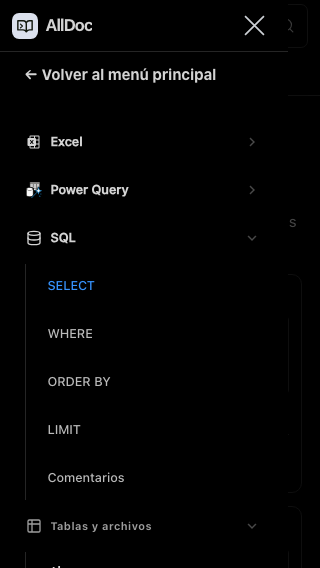 AllDoc
← Volver al menú principal
Excel
Power Query
SQL
SELECT
WHERE
ORDER BY
LIMIT
Comentarios
Tablas y archivos